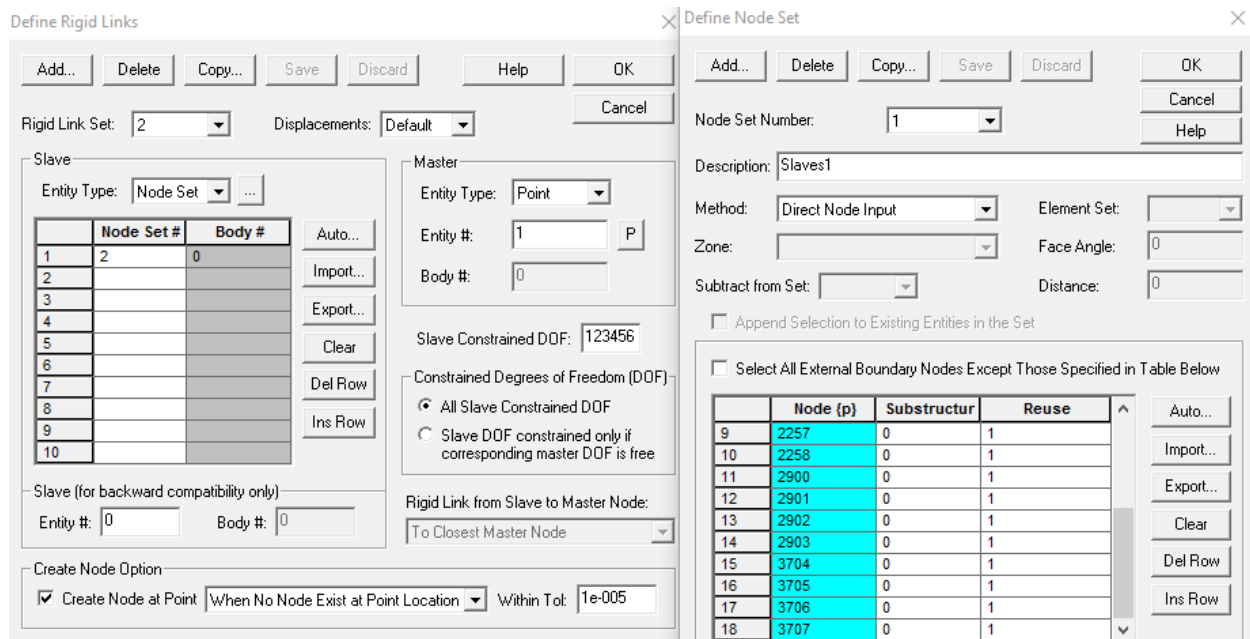 Define Rigid Links
Add... Delete Copy... Save Discard Help OK
Cancel
Rigid Link Set: 2 Displacements: Default
Slave
Entity Type: Node Set ...
Node Set # Body #
1 2 0
2
3
4
5
6
7
8
9
10
Auto...
Import...
Export...
Clear
Del Row
Ins Row
Slave (for backward compatibility only)
Entity #: 0 Body #: 0
Master
Entity Type: Point
Entity #: 1 P
Body #: 0
Slave Constrained DOF: 123456
Constrained Degrees of Freedom (DOF)
All Slave Constrained DOF
Slave DOF constrained only if
corresponding master DOF is free
Rigid Link from Slave to Master Node:
To Closest Master Node
Create Node Option
Create Node at Point When No Node Exist at Point Location Within Tol: 1e-005
Define Node Set
Add... Delete Copy... Save Discard OK
Cancel
Node Set Number: 1 Help
Description: Slaves1
Method: Direct Node Input Element Set:
Zone: Face Angle: 0
Subtract from Set: Distance: 0
Append Selection to Existing Entities in the Set
Select All External Boundary Nodes Except Those Specified in Table Below
Node {p} Substructur Reuse
9 2257 0 1
10 2258 0 1
11 2900 0 1
12 2901 0 1
13 2902 0 1
14 2903 0 1
15 3704 0 1
16 3705 0 1
17 3706 0 1
18 3707 0 1
Auto...
Import...
Export...
Clear
Del Row
Ins Row